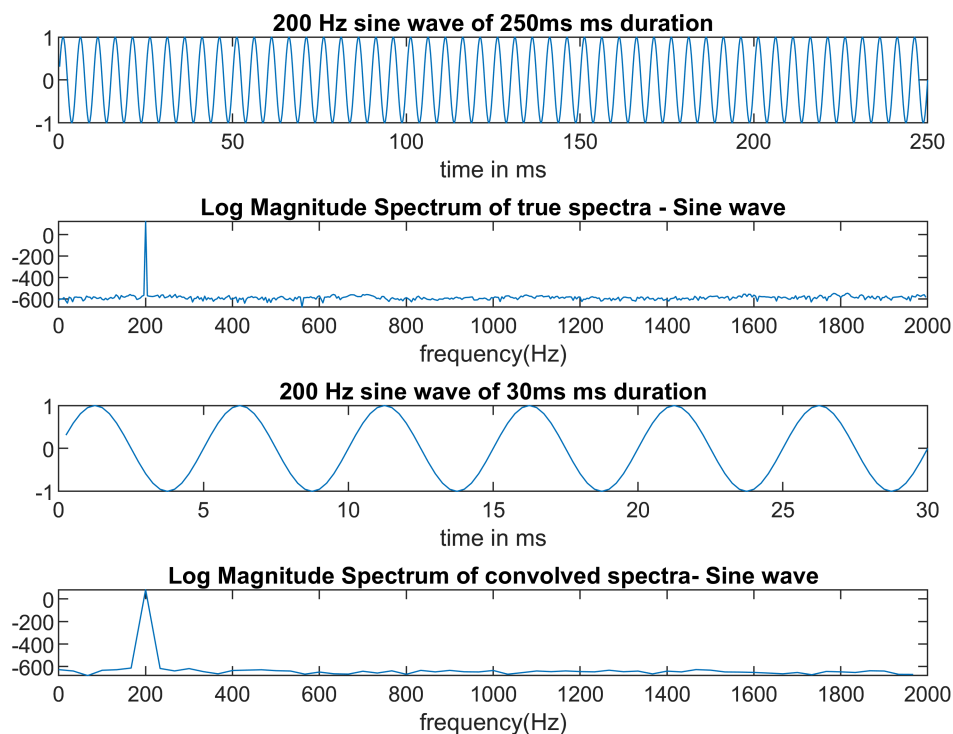 200 Hz sine wave of 250ms ms duration
1
0
-1
0 50 100 150 200 250
time in ms
Log Magnitude Spectrum of true spectra - Sine wave
0
-200
-400
-600
0 200 400 600 800 1000 1200 1400 1600 1800 2000
frequency(Hz)
200 Hz sine wave of 30ms ms duration
1
0
-1
0 5 10 15 20 25 30
time in ms
Log Magnitude Spectrum of convolved spectra- Sine wave
0
-200
-400
-600
0 200 400 600 800 1000 1200 1400 1600 1800 2000
frequency(Hz)